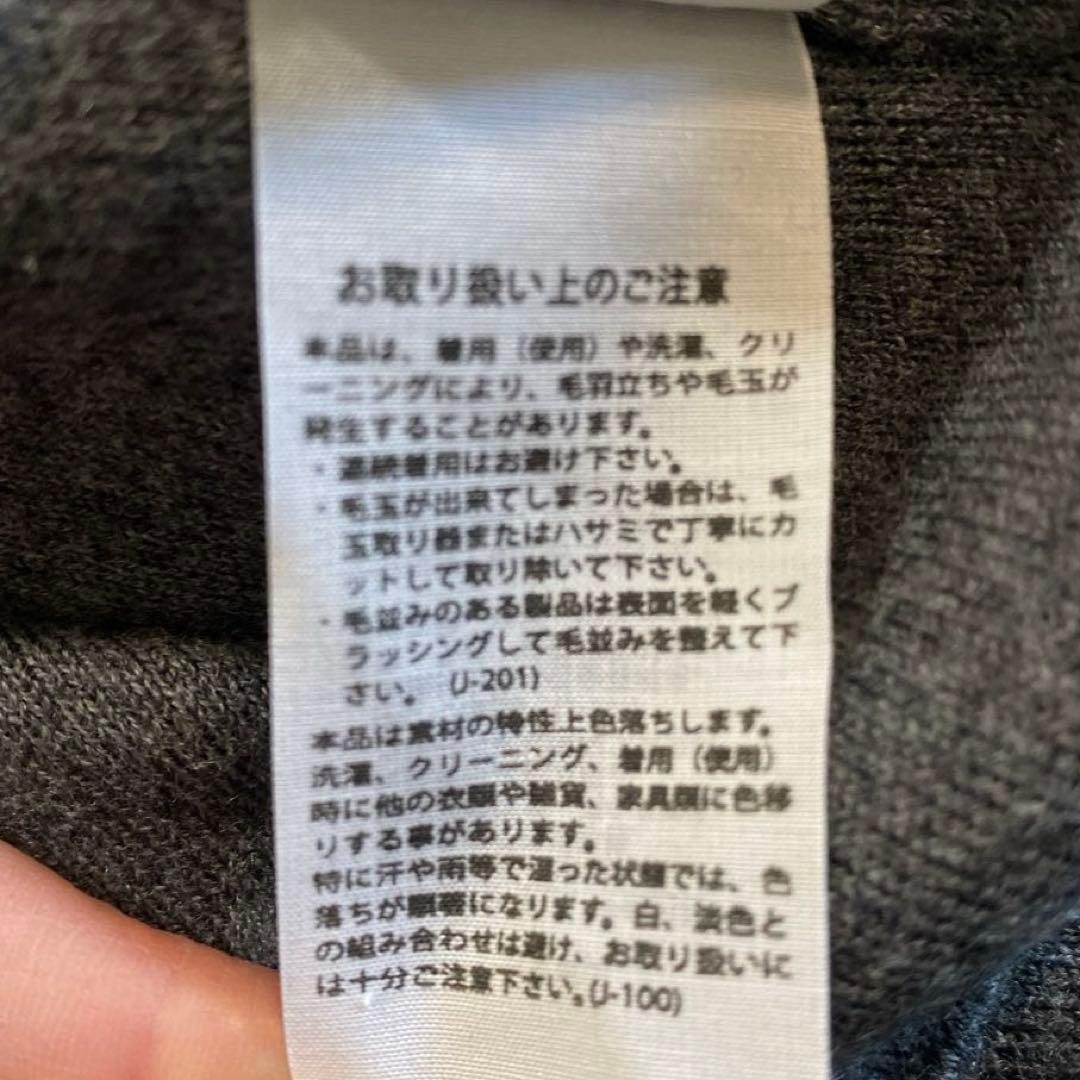 お取り扱い上のご注意
本品は、着用（使用）や洗濯、クリ
ーニングにより、毛羽立ちや毛玉が
発生することがあります。
・連続着用はお避け下さい。
・毛玉が出来てしまった場合は、毛
玉取り器またはハサミで丁寧にカ
ットして取り除いて下さい。
・毛並みのある製品は表面を軽くブ
ラッシングして毛並みを整えて下
さい。（J-201）
本品は素材の特性上色落ちします。
洗濯、クリーニング、着用（使用）
時に他の衣類や雑貨、家具類に色移
りする事があります。
特に汗や雨等で湿った状態では、色
落ちが顕著になります。白、淡色と
の組み合わせは避け、お取り扱いに
は十分ご注意下さい。（J-100）